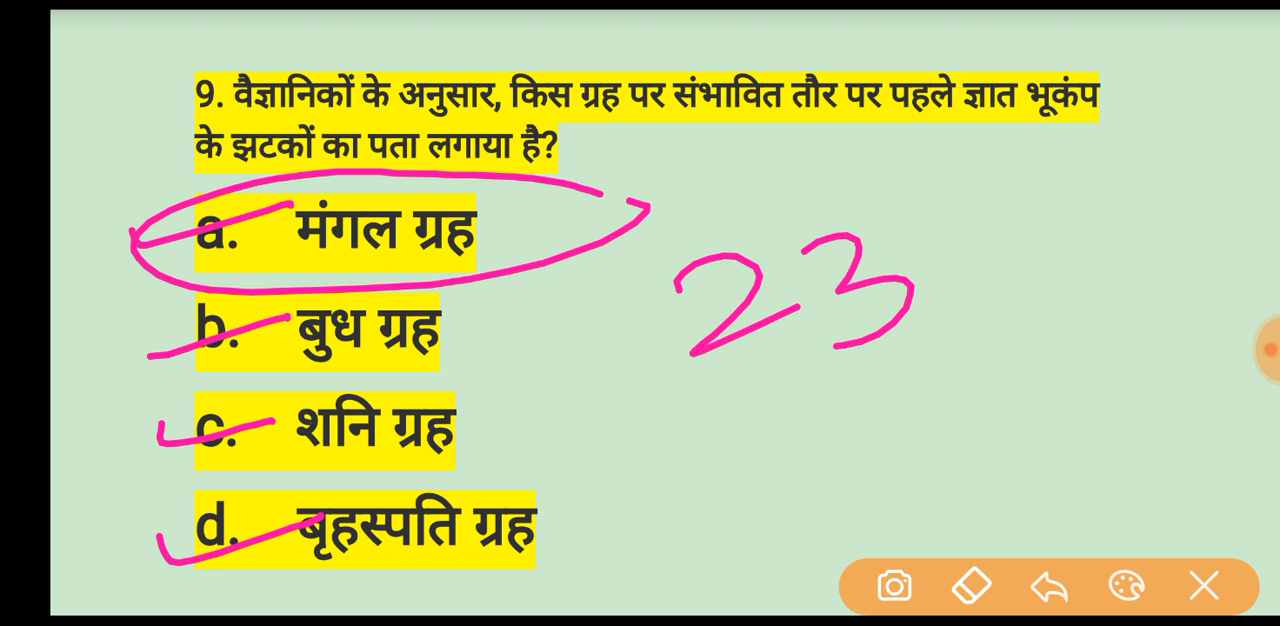 9. वैज्ञानिकों के अनुसार, किस ग्रह पर संभावित तौर पर पहले ज्ञात भूकंप
के झटकों का पता लगाया है?
a. मंगल ग्रह
23
b. बुध ग्रह
c. शनि ग्रह
d. बृहस्पति ग्रह